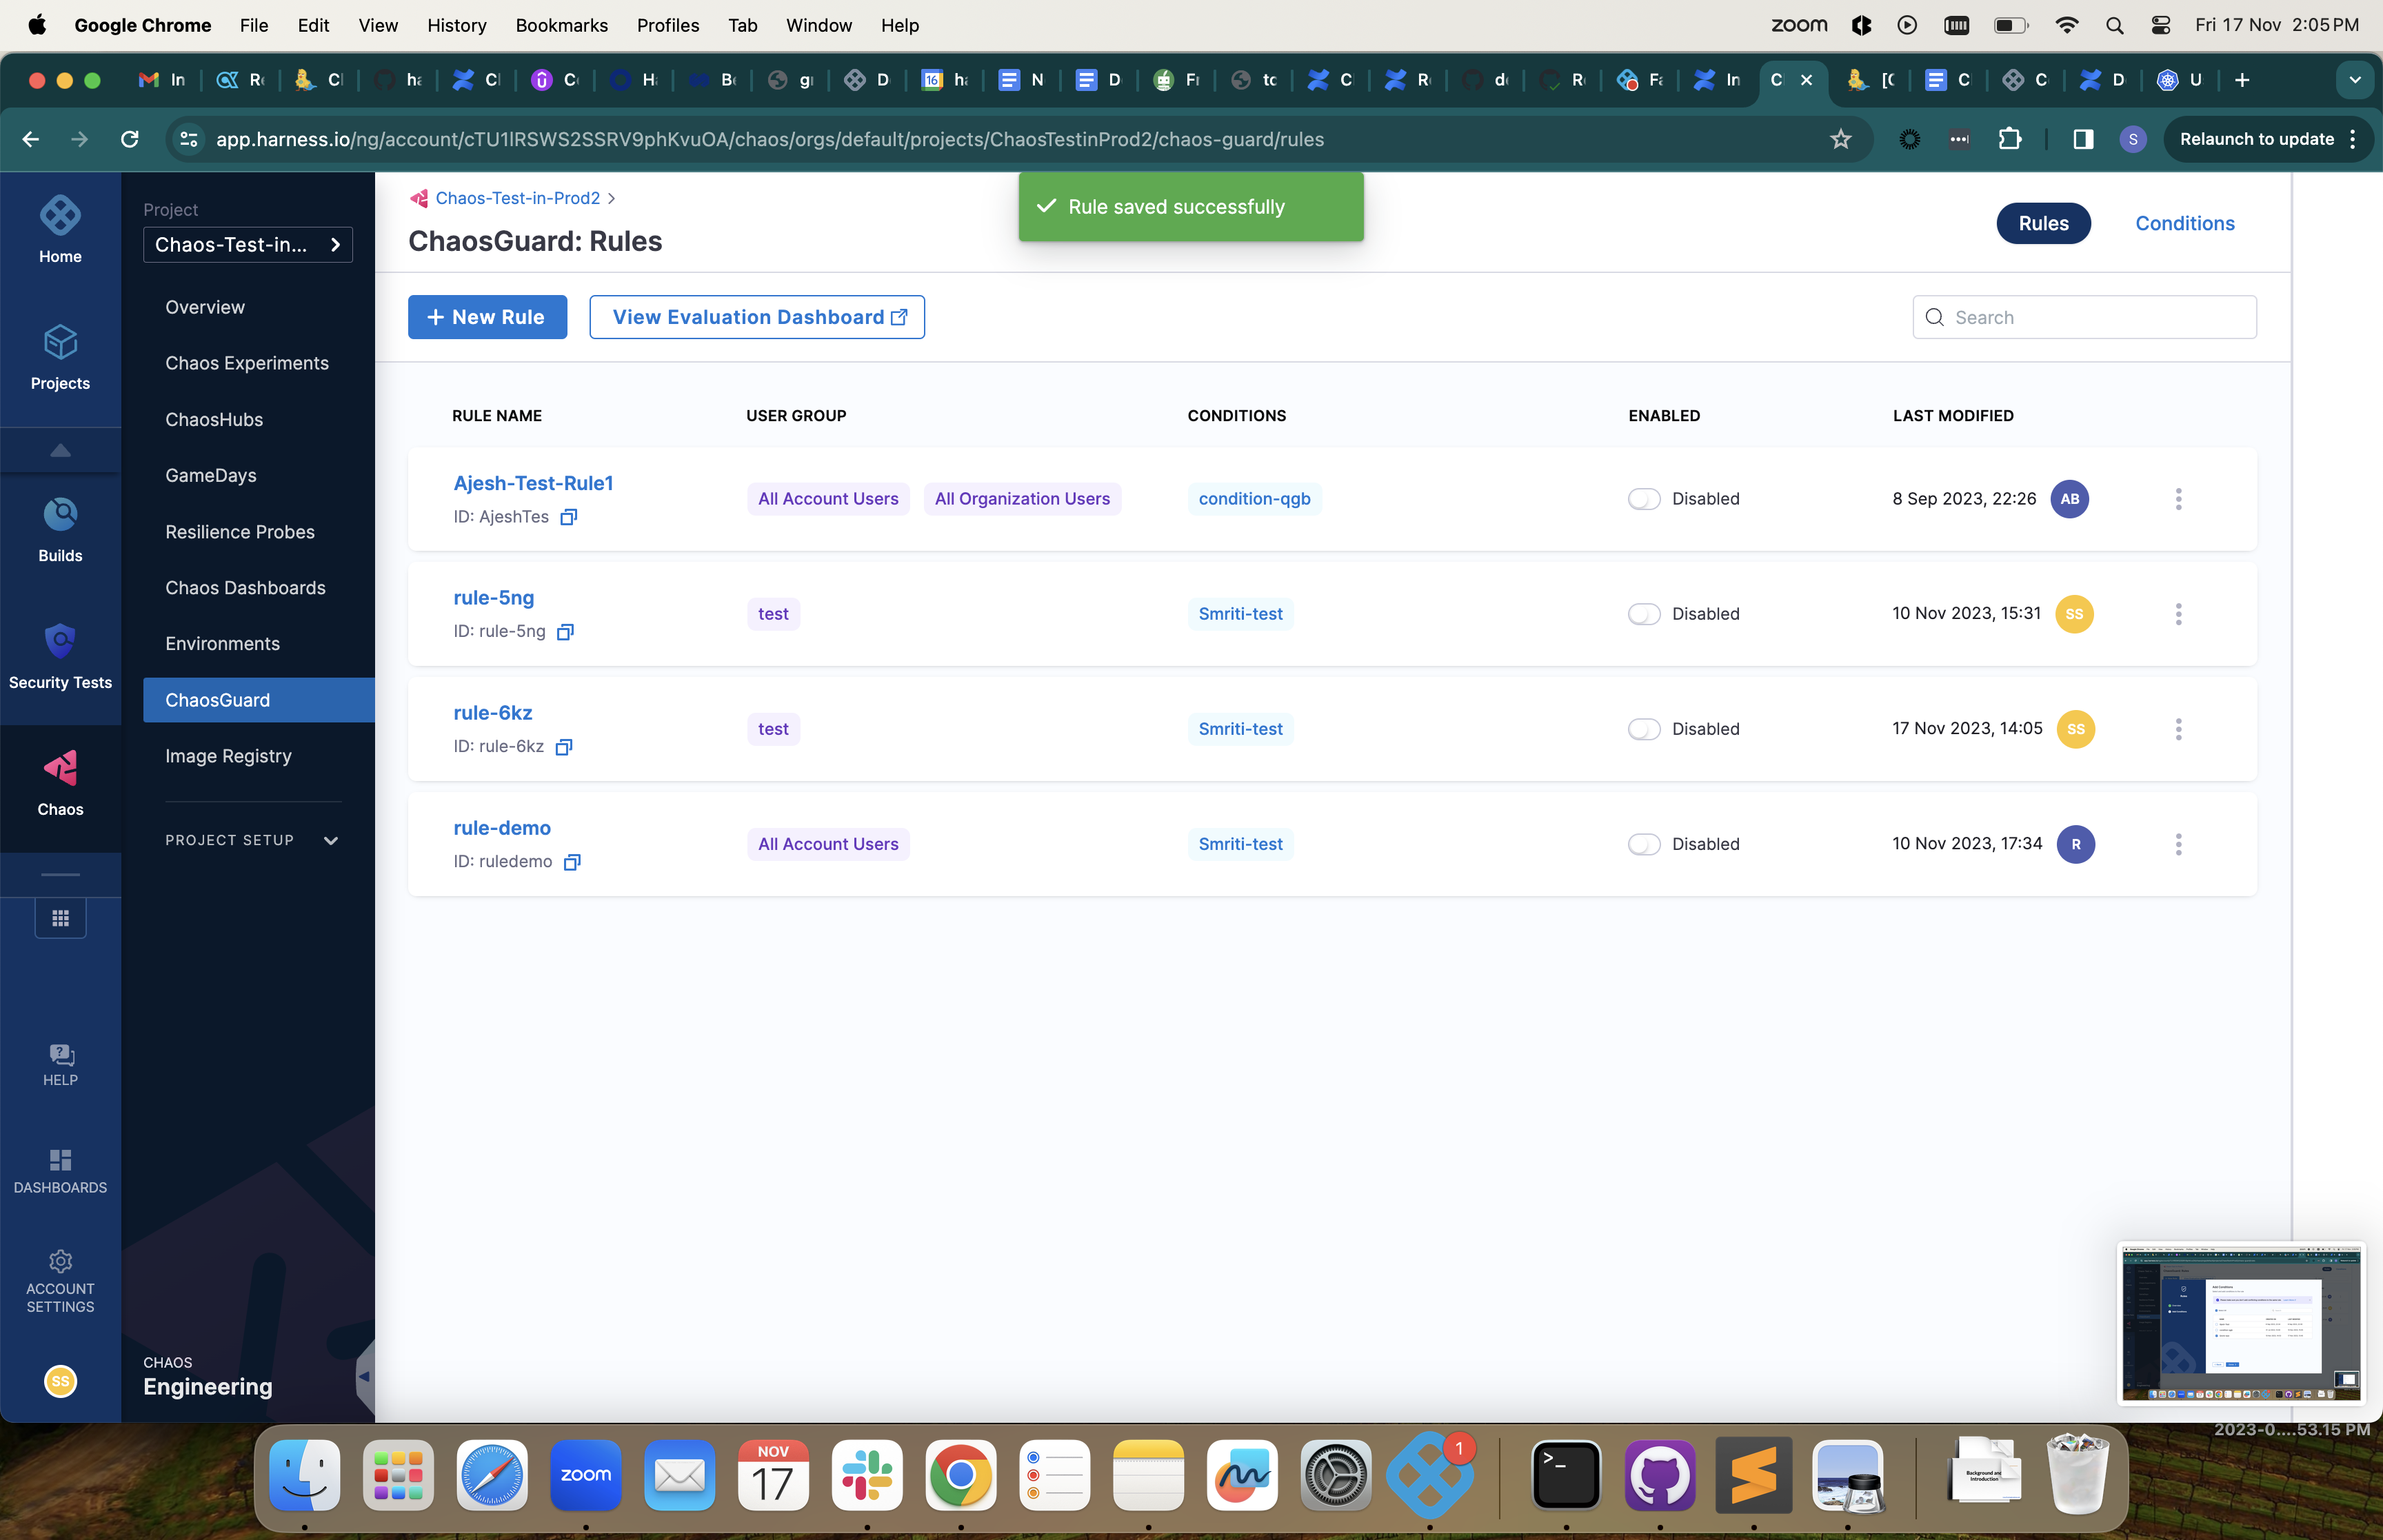 Google Chrome File Edit View History Bookmarks Profiles Tab Window Help zoom Fri 17 Nov 2:05 PM
In R Cl ha Cl C Ha Be gi D 16 ha N D Fr tc C R de R Fa In C [C C C D U
app.harness.io/ng/account/cTU1lRSWS2SSRV9phKvuOA/chaos/orgs/default/projects/ChaosTestinProd2/chaos-guard/rules S Relaunch to update
Home
Projects
Builds
Security Tests
Chaos
HELP
DASHBOARDS
ACCOUNT
SETTINGS
SS
Project
Chaos-Test-in...
Overview
Chaos Experiments
ChaosHubs
GameDays
Resilience Probes
Chaos Dashboards
Environments
ChaosGuard
Image Registry
PROJECT SETUP
CHAOS
Engineering
Chaos-Test-in-Prod2
ChaosGuard: Rules
Rule saved successfully
Rules Conditions
+ New Rule View Evaluation Dashboard Search
RULE NAME USER GROUP CONDITIONS ENABLED LAST MODIFIED
Ajesh-Test-Rule1
ID: AjeshTes
All Account Users All Organization Users condition-qgb Disabled 8 Sep 2023, 22:26 AB
rule-5ng
ID: rule-5ng
test Smriti-test Disabled 10 Nov 2023, 15:31 SS
rule-6kz
ID: rule-6kz
test Smriti-test Disabled 17 Nov 2023, 14:05 SS
rule-demo
ID: ruledemo
All Account Users Smriti-test Disabled 10 Nov 2023, 17:34 R
2023-0....53.15 PM
zoom
NOV
17
1
Background and
Introduction